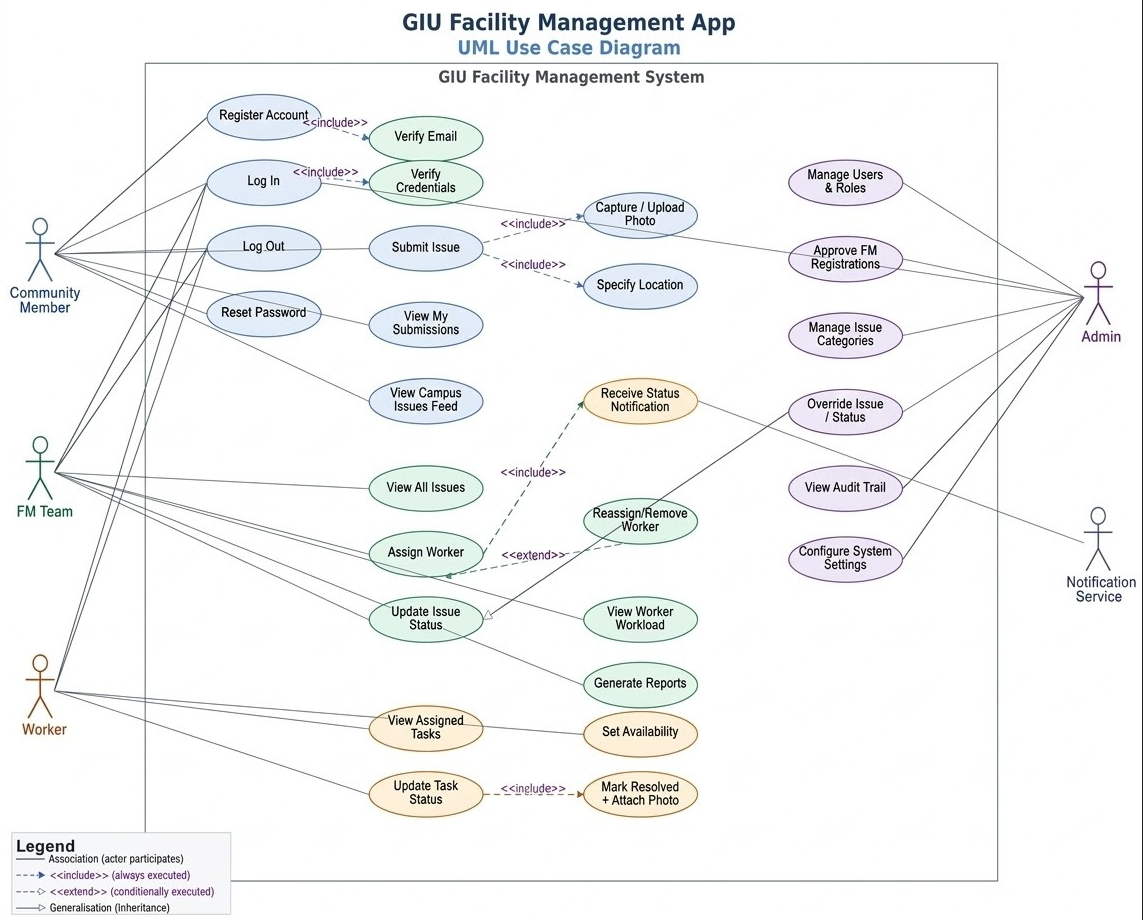 GIU Facility Management App
UML Use Case Diagram
GIU Facility Management System
Register Account
<<include>>
Verify Email
Log In
<<include>>
Verify
Credentials
Manage Users
& Roles
Capture / Upload
Photo
<<include>>
Log Out
Submit Issue
Approve FM
Registrations
<<include>>
Specify Location
Community
Member
Reset Password
View My
Submissions
Manage Issue
Categories
Admin
View Campus
Issues Feed
Receive Status
Notification
Override Issue
/ Status
<<include>>
View All Issues
View Audit Trail
FM Team
Reassign/Remove
Worker
Assign Worker
<<extend>>
Configure System
Settings
Notification
Service
Update Issue
Status
View Worker
Workload
Generate Reports
Worker
View Assigned
Tasks
Set Availability
Update Task
Status
<<include>>
Mark Resolved
+ Attach Photo
Legend
Association (actor participates)
<<include>> (always executed)
<<extend>> (conditionally executed)
Generalisation (Inheritance)